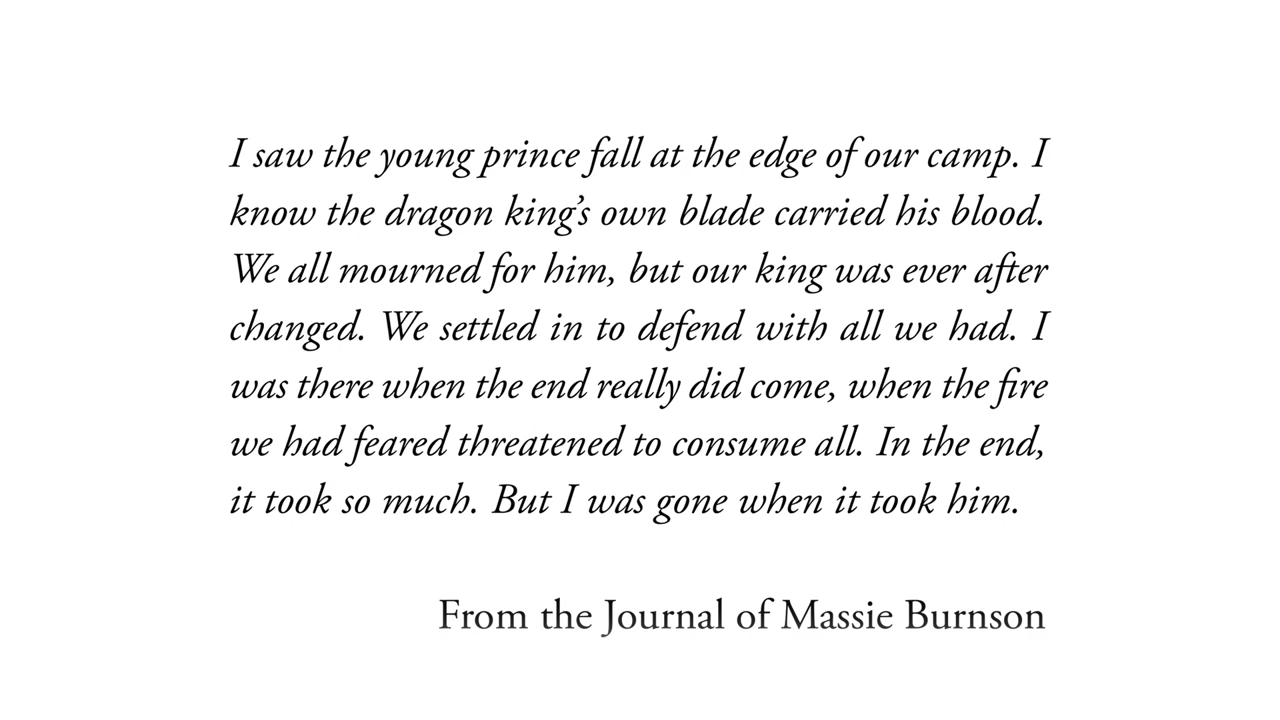 I saw the young prince fall at the edge of our camp. I
know the dragon king’s own blade carried his blood.
We all mourned for him, but our king was ever after
changed. We settled in to defend with all we had. I
was there when the end really did come, when the fire
we had feared threatened to consume all. In the end,
it took so much. But I was gone when it took him.
From the Journal of Massie Burnson